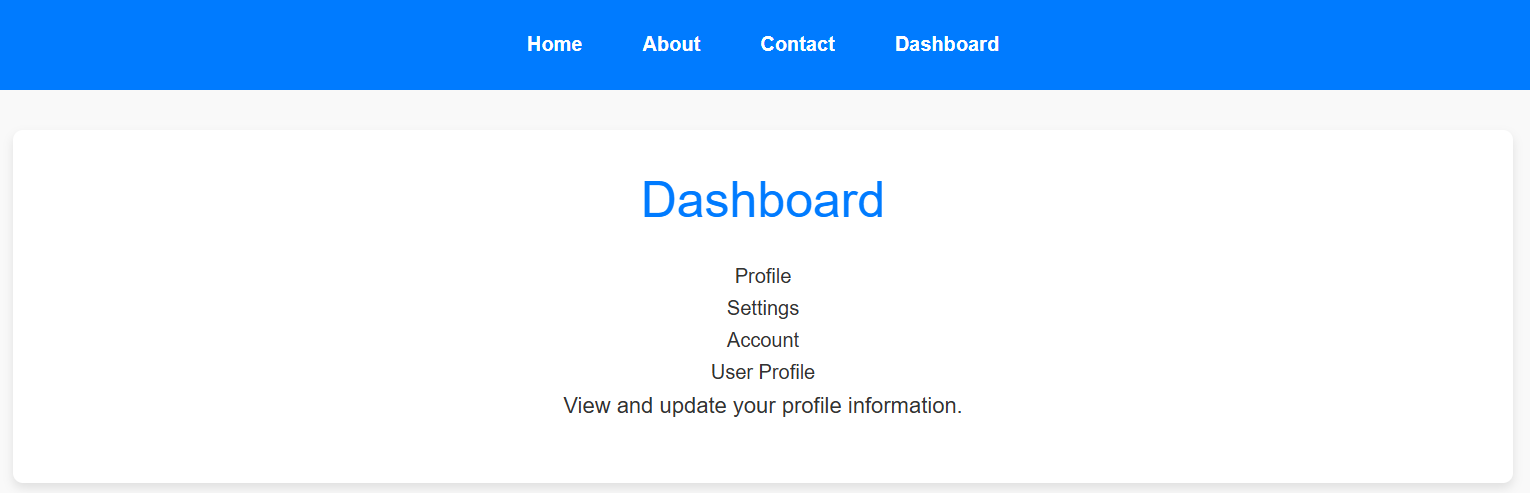 Home About Contact Dashboard
Dashboard
Profile
Settings
Account
User Profile
View and update your profile information.